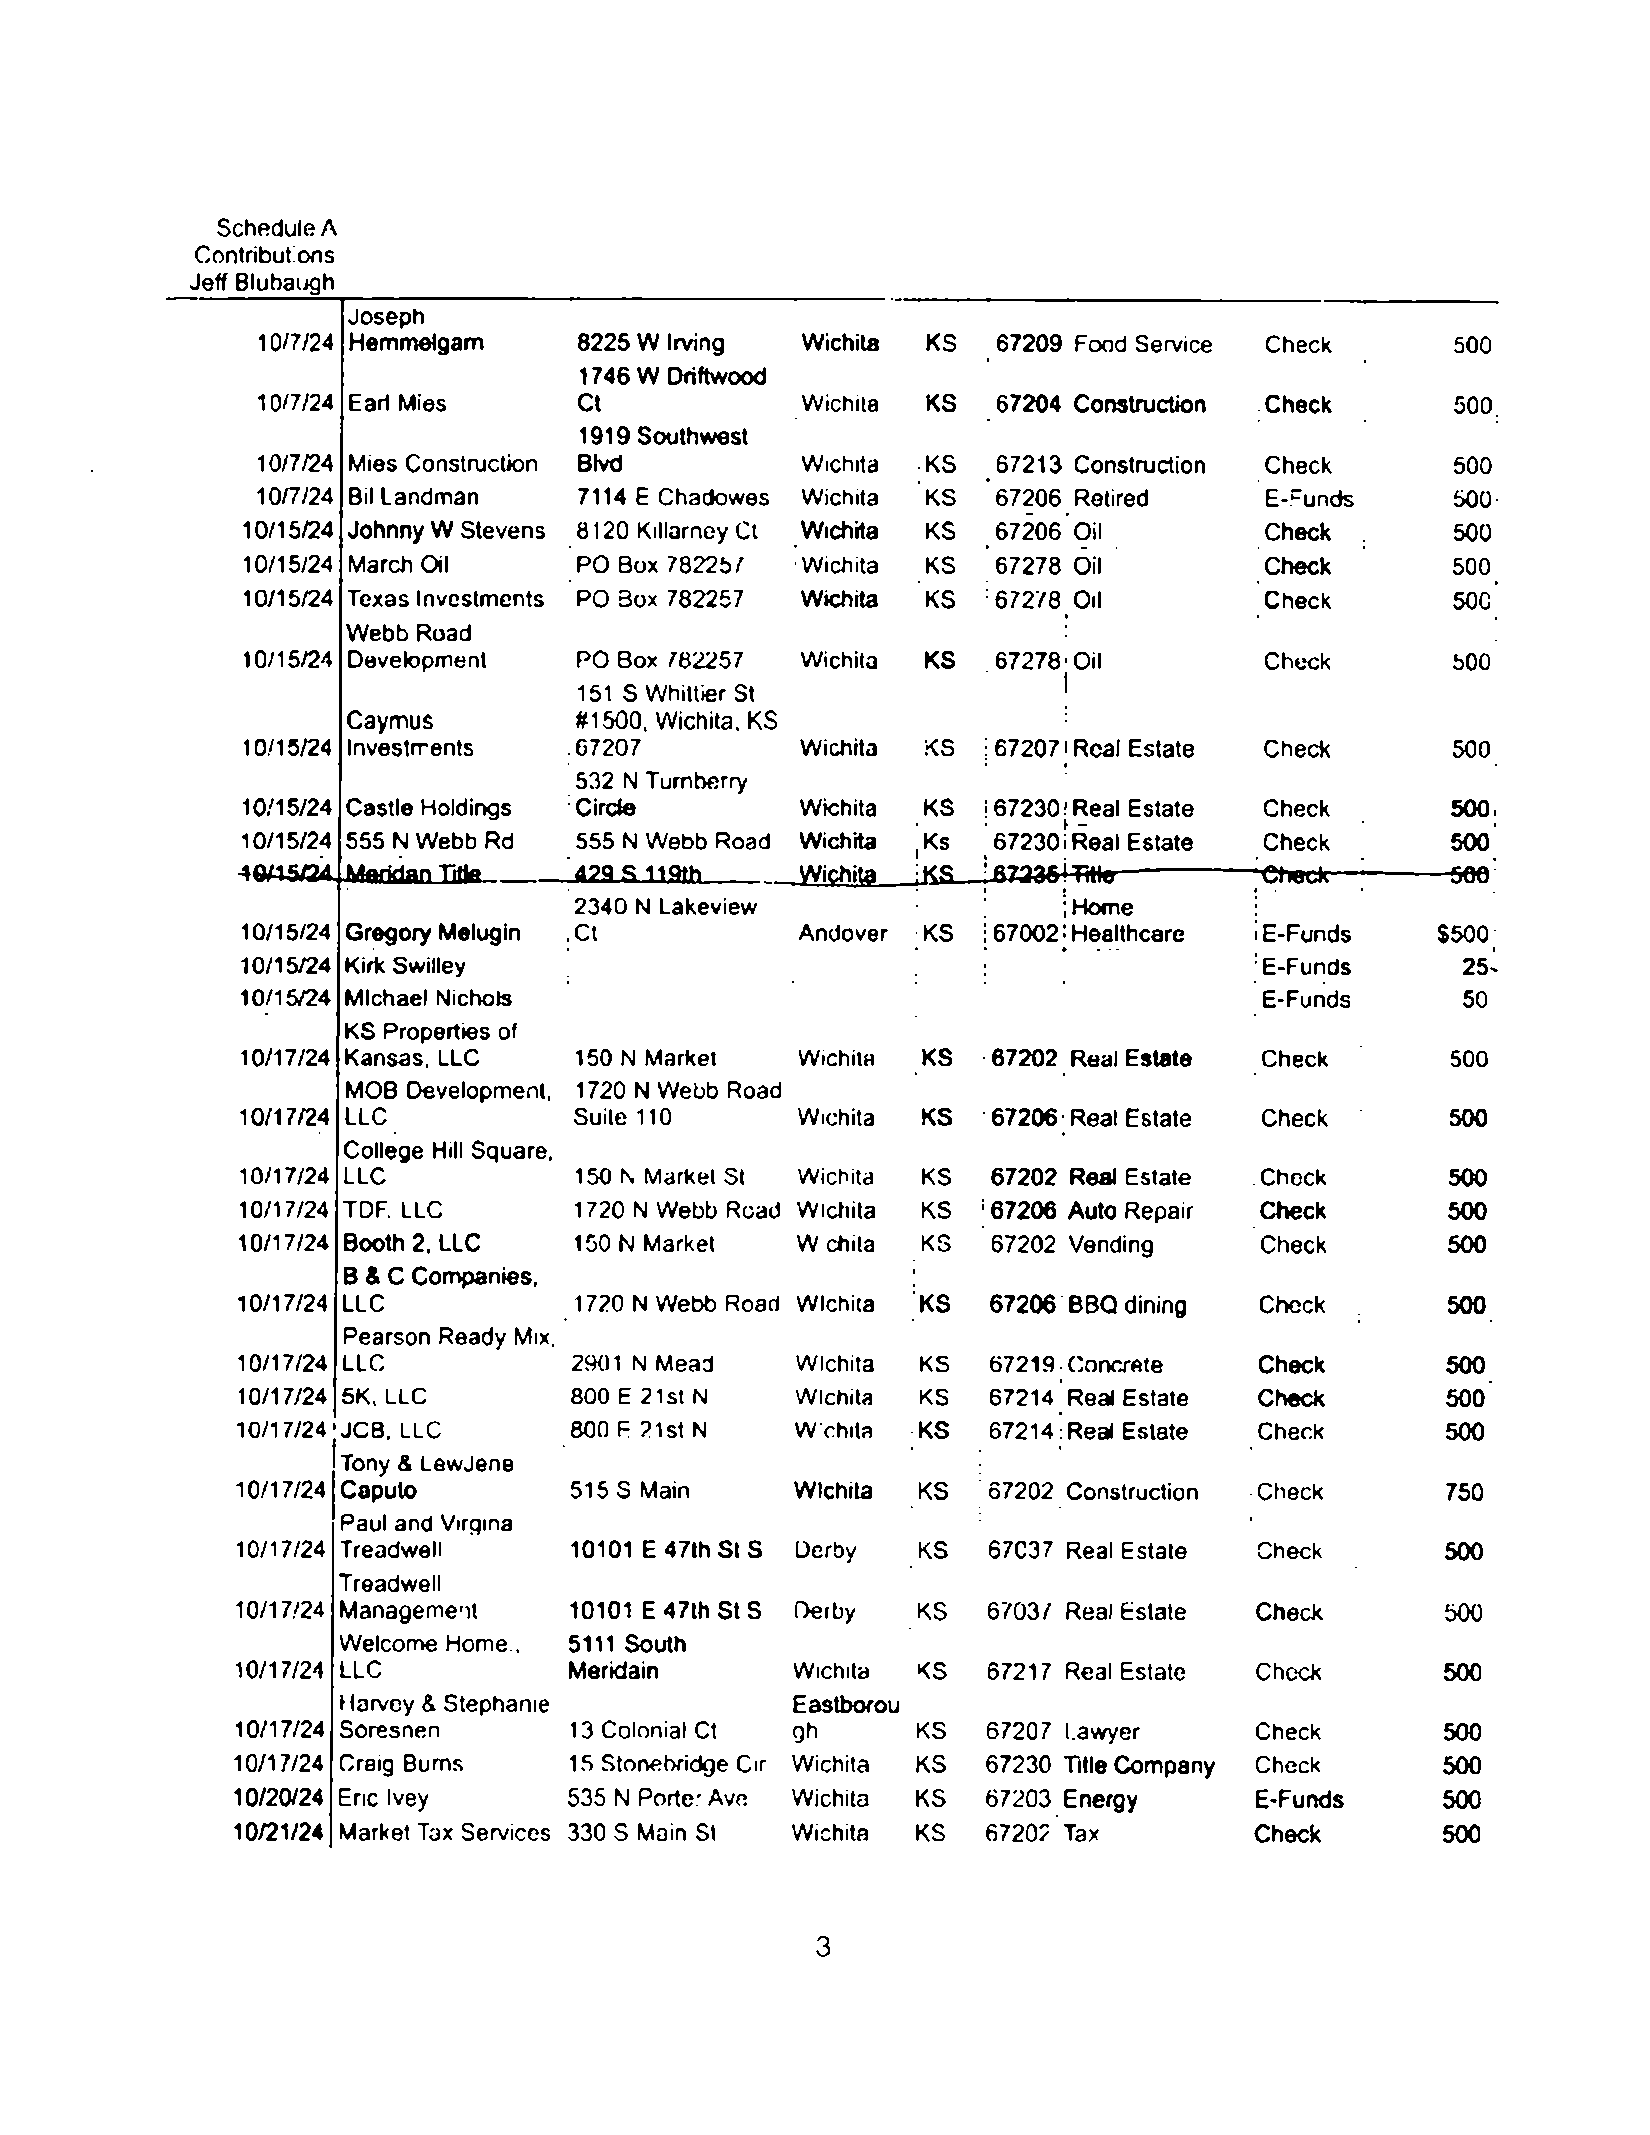 Schedule A
Contributions
Jeff Blubaugh
Joseph
10/7/24 Hemmelgarn 8225 W Irving Wichita KS 67209 Food Service Check 500
1746 W Driftwood
10/7/24 Earl Mies Ct Wichita KS 67204 Construction Check 500
1919 Southwest
10/7/24 Mies Construction Blvd Wichita KS 67213 Construction Check 500
10/7/24 Bil Landman 7114 E Chadowes Wichita KS 67206 Retired E-Funds 500
10/15/24 Johnny W Stevens 8120 Killarney Ct Wichita KS 67206 Oil Check 500
10/15/24 March Oil PO Box 782257 Wichita KS 67278 Oil Check 500
10/15/24 Texas Investments PO Box 782257 Wichita KS 67278 Oil Check 500
Webb Road
10/15/24 Development PO Box 782257 Wichita KS 67278 Oil Check 500
151 S Whittier St
Caymus #1500, Wichita, KS
10/15/24 Investments 67207 Wichita KS 67207 Real Estate Check 500
532 N Turnberry
10/15/24 Castle Holdings Circle Wichita KS 67230 Real Estate Check 500
10/15/24 555 N Webb Rd 555 N Webb Road Wichita Ks 67230 Real Estate Check 500
10/15/24 Meridan Title 429 S 119th Wichita KS 67235 Title Check 500
2340 N Lakeview Home
10/15/24 Gregory Melugin Ct Andover KS 67002 Healthcare E-Funds $500
10/15/24 Kirk Swilley E-Funds 25
10/15/24 Michael Nichols E-Funds 50
KS Properties of
10/17/24 Kansas, LLC 150 N Market Wichita KS 67202 Real Estate Check 500
MOB Development, 1720 N Webb Road
10/17/24 LLC Suite 110 Wichita KS 67206 Real Estate Check 500
College Hill Square,
10/17/24 LLC 150 N Market St Wichita KS 67202 Real Estate Check 500
10/17/24 TDF, LLC 1720 N Webb Road Wichita KS 67206 Auto Repair Check 500
10/17/24 Booth 2, LLC 150 N Market Wichita KS 67202 Vending Check 500
B & C Companies,
10/17/24 LLC 1720 N Webb Road Wichita KS 67206 BBQ dining Check 500
Pearson Ready Mix,
10/17/24 LLC 2901 N Mead Wichita KS 67219 Concrete Check 500
10/17/24 5K, LLC 800 E 21st N Wichita KS 67214 Real Estate Check 500
10/17/24 JCB, LLC 800 E 21st N Wichita KS 67214 Real Estate Check 500
Tony & LewJene
10/17/24 Caputo 515 S Main Wichita KS 67202 Construction Check 750
Paul and Virgina
10/17/24 Treadwell 10101 E 47th St S Derby KS 67037 Real Estate Check 500
Treadwell
10/17/24 Management 10101 E 47th St S Derby KS 67037 Real Estate Check 500
Welcome Home., 5111 South
10/17/24 LLC Meridain Wichita KS 67217 Real Estate Check 500
Harvey & Stephanie Eastborou
10/17/24 Soresnen 13 Colonial Ct gh KS 67207 Lawyer Check 500
10/17/24 Craig Burns 15 Stonebridge Cir Wichita KS 67230 Title Company Check 500
10/20/24 Eric Ivey 535 N Porter Ave Wichita KS 67203 Energy E-Funds 500
10/21/24 Market Tax Services 330 S Main St Wichita KS 67202 Tax Check 500
3